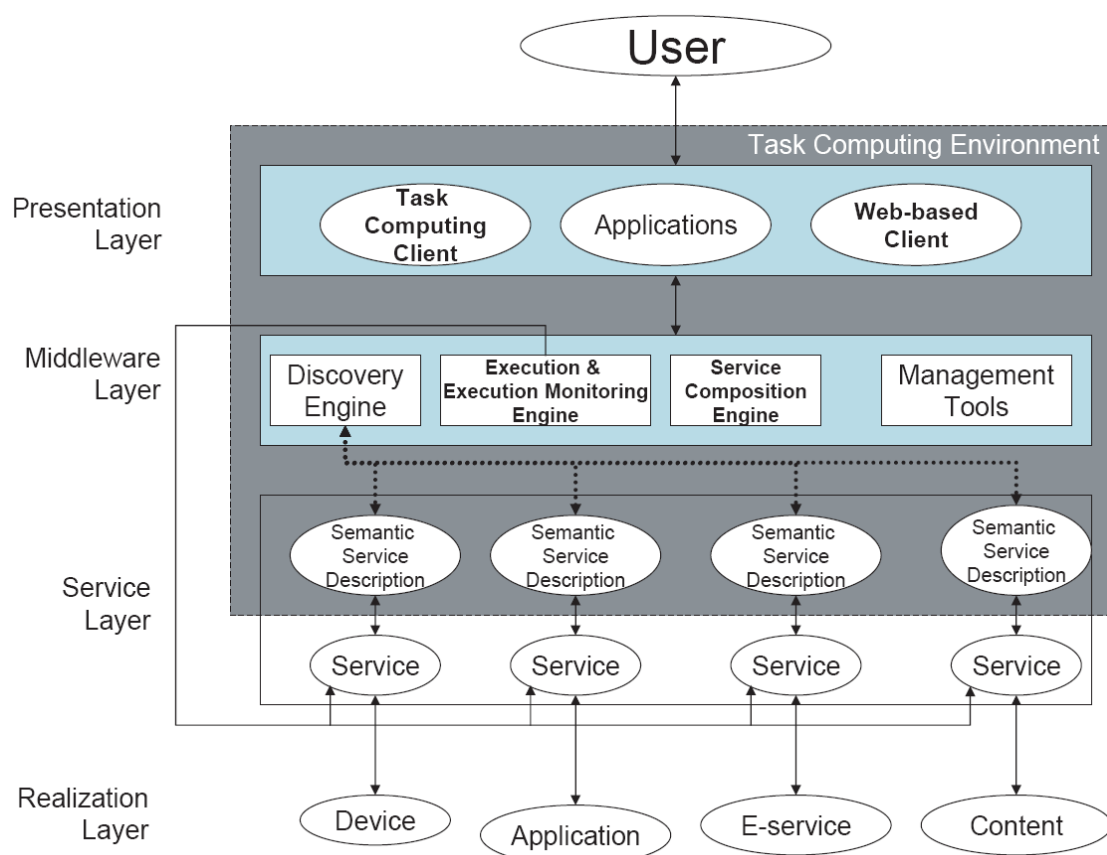 User
Task Computing Environment
Presentation
Layer
Task
Computing
Client
Applications
Web-based
Client
Middleware
Layer
Discovery
Engine
Execution &
Execution Monitoring
Engine
Service
Composition
Engine
Management
Tools
Service
Layer
Semantic
Service
Description
Semantic
Service
Description
Semantic
Service
Description
Semantic
Service
Description
Service
Service
Service
Service
Realization
Layer
Device
Application
E-service
Content